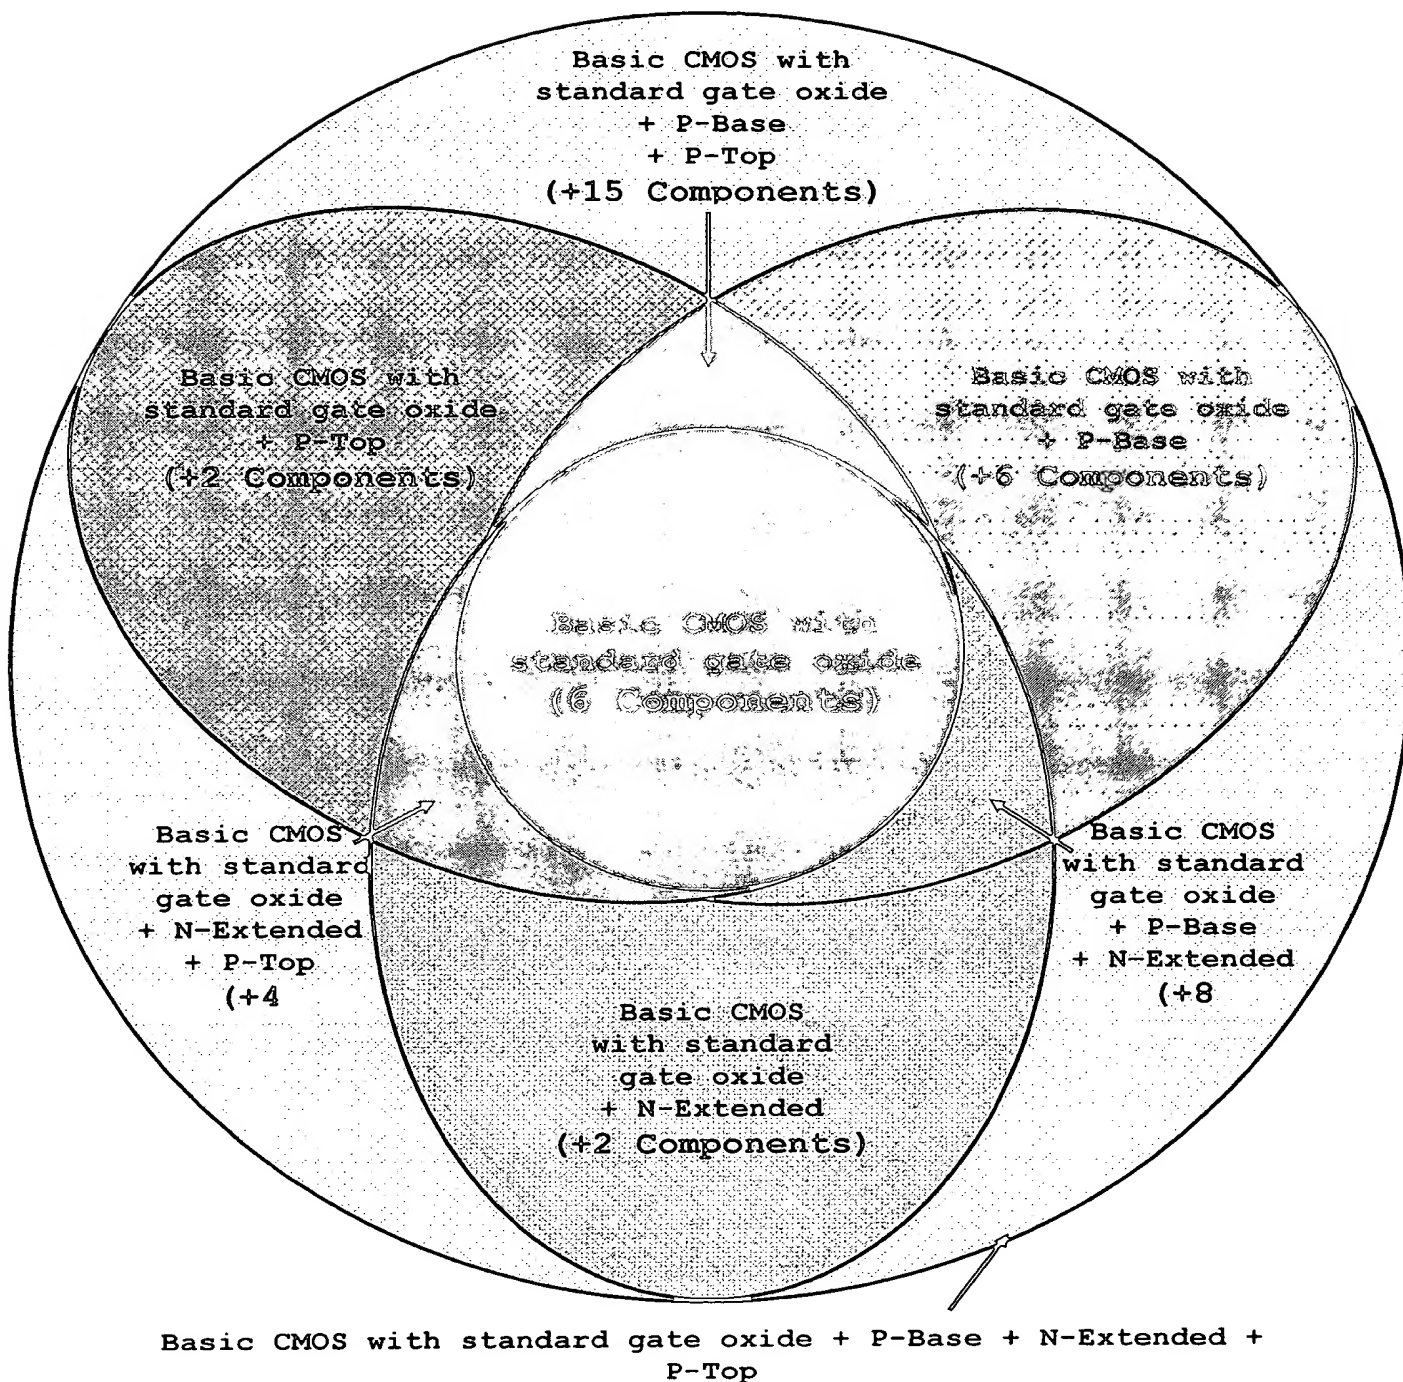 Basic CMOS with
standard gate oxide
+ P-Base
+ P-Top
(+15 Components)
Basic CMOS with
standard gate oxide
+ P-Top
(+2 Components)
Basic CMOS with
standard gate oxide
+ P-Base
(+6 Components)
Basic CMOS with
standard gate oxide
(6 Components)
Basic CMOS
with standard
gate oxide
+ N-Extended
+ P-Top
(+4
Basic CMOS
with standard
gate oxide
+ P-Base
+ N-Extended
(+8
Basic CMOS
with standard
gate oxide
+ N-Extended
(+2 Components)
Basic CMOS with standard gate oxide + P-Base + N-Extended +
P-Top